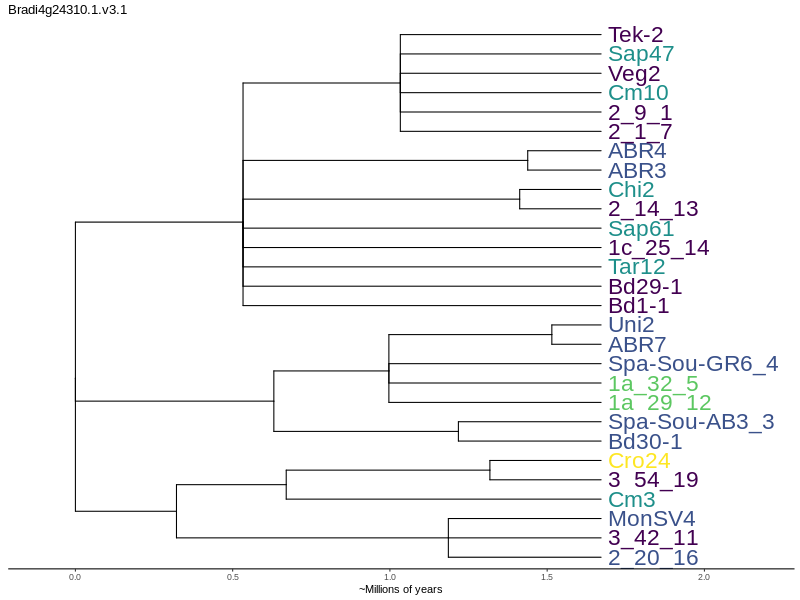 Bradi4g24310.1.v3.1
Tek-2
Sap47
Veg2
Cm10
2_9_1
2_1_7
ABR4
ABR3
Chi2
2_14_13
Sap61
1c_25_14
Tar12
Bd29-1
Bd1-1
Uni2
ABR7
Spa-Sou-GR6_4
1a_32_5
1a_29_12
Spa-Sou-AB3_3
Bd30-1
Cro24
3_54_19
Cm3
MonSV4
3_42_11
2_20_16
0.0 0.5 1.0 1.5 2.0
~Millions of years